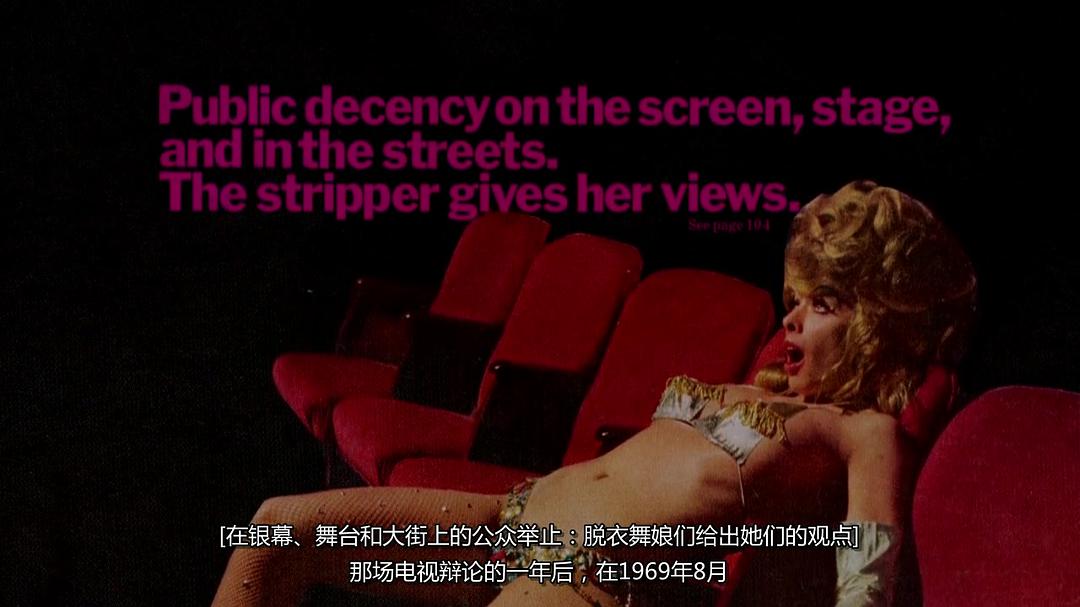 Public decency on the screen, stage,
and in the streets.
The stripper gives her views.
See page 104
[在银幕、舞台和大街上的公众举止：脱衣舞娘们给出她们的观点]
那场电视辩论的一年后，在1969年8月